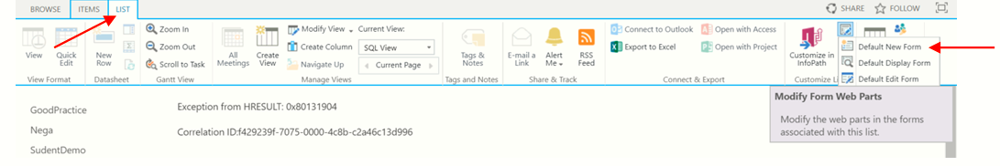 BROWSE ITEMS LIST SHARE FOLLOW
Zoom In Modify View Current View: Connect to Outlook Open with Access
Zoom Out Create Column SQL View Export to Excel Open with Project Default New Form
View Quick Edit New Row Scroll to Task All Meetings Create View Navigate Up Current Page Tags & Notes E-mail a Link Alert Me RSS Feed Customize in InfoPath Default Display Form
View Format Datasheet Gantt View Manage Views Tags and Notes Share & Track Connect & Export Customize Li Default Edit Form
Modify Form Web Parts
GoodPractice Exception from HRESULT: 0x80131904
Modify the web parts in the forms
Nega Correlation ID:f429239f-7075-0000-4c8b-c2a46c13d996
associated with this list.
SudentDemo